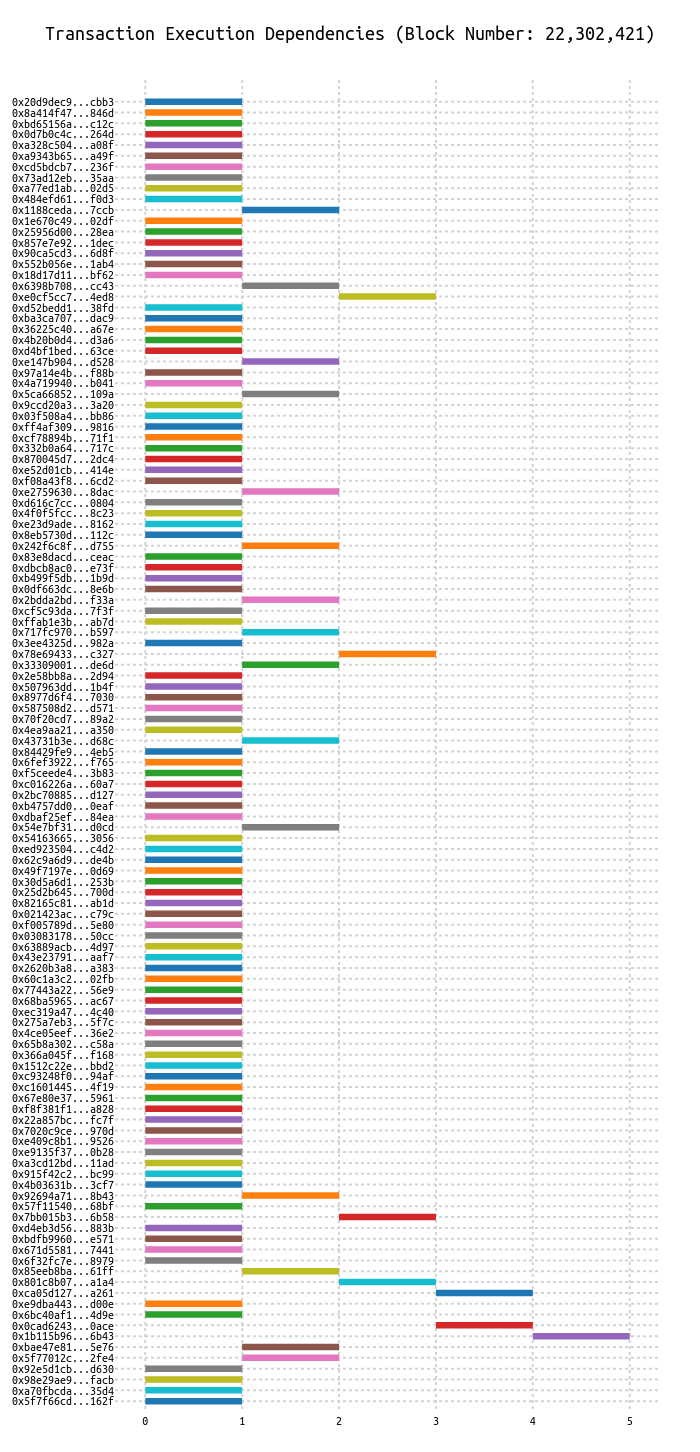 Transaction Execution Dependencies (Block Number: 22,302,421)
0x20d9dec9...cbb3
0x8a414f47...846d
0xbd65156a...c12c
0x0d7b0c4c...264d
0xa328c504...a08f
0xa9343b65...a49f
0xcd5bdcb7...236f
0x73ad12eb...35aa
0xa77ed1ab...02d5
0x484efd61...f0d3
0x1188ceda...7ccb
0x1e670c49...02df
0x25956d00...28ea
0x857e7e92...1dec
0x90ca5cd3...6d8f
0x552b056e...1ab4
0x18d17d11...bf62
0x6398b708...cc43
0xe0cf5cc7...4ed8
0xd52bedd1...38fd
0xba3ca707...dac9
0x36225c40...a67e
0x4b20b0d4...d3a6
0xd4bf1bed...63ce
0xe147b904...d528
0x97a14e4b...f88b
0x4a719940...b041
0x5ca66852...109a
0x9ccd20a3...3a20
0x03f508a4...bb86
0xff4af309...9816
0xcf78894b...71f1
0x332b0a64...717c
0x870045d7...2dc4
0xe52d01cb...414e
0xf08a43f8...6cd2
0xe2759630...8dac
0xd616c7cc...0804
0x4f0f5fcc...8c23
0xe23d9ade...8162
0x8eb5730d...112c
0x242f6c8f...d755
0x83e8dacd...ceac
0xdbcb8ac0...e73f
0xb499f5db...1b9d
0x0df663dc...8e6b
0x2bdda2bd...f33a
0xcf5c93da...7f3f
0xffab1e3b...ab7d
0x717fc970...b597
0x3ee4325d...982a
0x78e69433...c327
0x33309001...de6d
0x2e58bb8a...2d94
0x507963dd...1b4f
0x8977d6f4...7030
0x587508d2...d571
0x70f20cd7...89a2
0x4ea9aa21...a350
0x43731b3e...d68c
0x84429fe9...4eb5
0x6fef3922...f765
0xf5ceede4...3b83
0xc016226a...60a7
0x2bc70885...d127
0xb4757dd0...0eaf
0xdbaf25ef...84ea
0x54e7bf31...d0cd
0x54163665...3056
0xed923504...c4d2
0x62c9a6d9...de4b
0x49f7197e...0d69
0x30d5a6d1...253b
0x25d2b645...700d
0x82165c81...ab1d
0x021423ac...c79c
0xf005789d...5e80
0x03083178...50cc
0x63889acb...4d97
0x43e23791...aaf7
0x2620b3a8...a383
0x60c1a3c2...02fb
0x77443a22...56e9
0x68ba5965...ac67
0xec319a47...4c40
0x275a7eb3...5f7c
0x4ce05eef...36e2
0x65b8a302...c58a
0x366a045f...f168
0x1512c22e...bbd2
0xc93248f0...94af
0xc1601445...4f19
0x67e80e37...5961
0xf8f381f1...a828
0x22a857bc...fc7f
0x7020c9ce...970d
0xe409c8b1...9526
0xe9135f37...0b28
0xa3cd12bd...11ad
0x915f42c2...bc99
0x4b03631b...3cf7
0x92694a71...8b43
0x57f11540...68bf
0x7bb015b3...6b58
0xd4eb3d56...883b
0xbdfb9960...e571
0x671d5581...7441
0x6f32fc7e...8979
0x85eeb8ba...61ff
0x801c8b07...a1a4
0xca05d127...a261
0xe9dba443...d00e
0x6bc40af1...4d9e
0x0cad6243...0ace
0x1b115b96...6b43
0xbae47e81...5e76
0x5f77012c...2fe4
0x92e5d1cb...d630
0x98e29ae9...facb
0xa70fbcda...35d4
0x5f7f66cd...162f
0 1 2 3 4 5